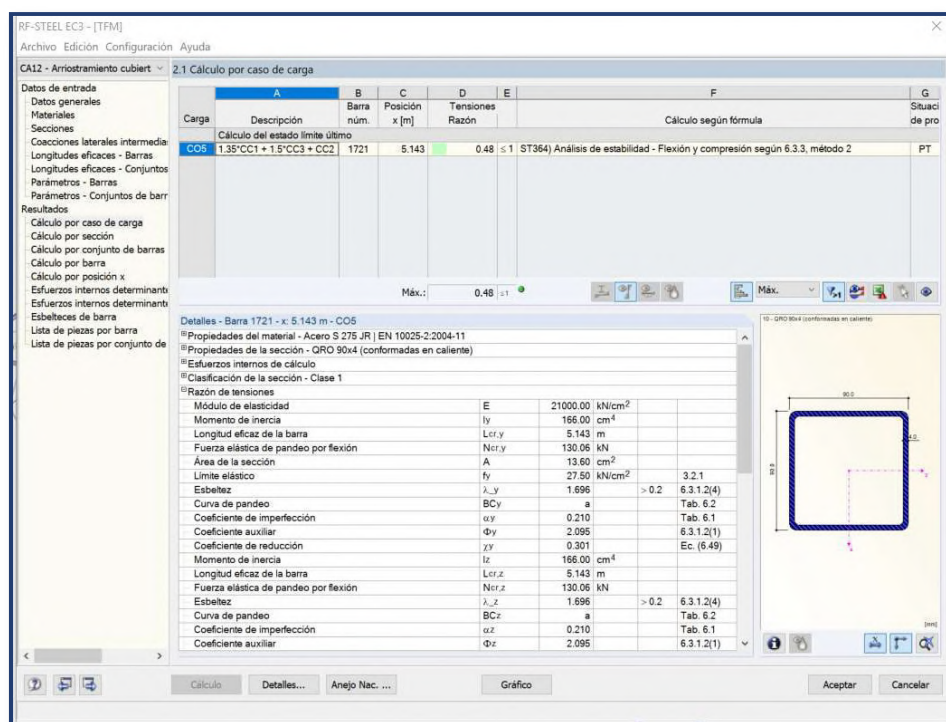 RF-STEEL EC3 - [TFM]
Archivo Edición Configuración Ayuda
CA12 - Arriostramiento cubiert
2.1 Cálculo por caso de carga
Datos de entrada
Datos generales
Materiales
Secciones
Coacciones laterales intermedia
Longitudes eficaces - Barras
Longitudes eficaces - Conjuntos
Parámetros - Barras
Parámetros - Conjuntos de barr
Resultados
Cálculo por caso de carga
Cálculo por sección
Cálculo por conjunto de barras
Cálculo por barra
Cálculo por posición x
Esfuerzos internos determinant
Esfuerzos internos determinant
Esbelteces de barra
Lista de piezas por barra
Lista de piezas por conjunto de
A B C D E F G
Barra Posición Tensiones Situaci
Carga Descripción núm. x [m] Razón Cálculo según fórmula de pro
Cálculo del estado límite último
CO5 1.35*CC1 + 1.5*CC3 + CC2 1721 5.143 0.48 ≤ 1 ST364) Análisis de estabilidad - Flexión y compresión según 6.3.3, método 2 PT
Máx.: 0.48 ≤1 Máx.
Detalles - Barra 1721 - x: 5.143 m - CO5
Propiedades del material - Acero S 275 JR | EN 10025-2:2004-11
Propiedades de la sección - QRO 90x4 (conformadas en caliente)
Esfuerzos internos de cálculo
Clasificación de la sección - Clase 1
Razón de tensiones
Módulo de elasticidad E 21000.00 kN/cm2
Momento de inercia Iy 166.00 cm4
Longitud eficaz de la barra Lcr,y 5.143 m
Fuerza elástica de pandeo por flexión Ncr,y 130.06 kN
Área de la sección A 13.60 cm2
Límite elástico fy 27.50 kN/cm2 3.2.1
Esbeltez λ_y 1.696 > 0.2 6.3.1.2(4)
Curva de pandeo BCy a Tab. 6.2
Coeficiente de imperfección αy 0.210 Tab. 6.1
Coeficiente auxiliar Φy 2.095 6.3.1.2(1)
Coeficiente de reducción χy 0.301 Ec. (6.49)
Momento de inercia Iz 166.00 cm4
Longitud eficaz de la barra Lcr,z 5.143 m
Fuerza elástica de pandeo por flexión Ncr,z 130.06 kN
Esbeltez λ_z 1.696 > 0.2 6.3.1.2(4)
Curva de pandeo BCz a Tab. 6.2
Coeficiente de imperfección αz 0.210 Tab. 6.1
Coeficiente auxiliar Φz 2.095 6.3.1.2(1)
10 - QRO 90x4 (conformadas en caliente)
90.0
4.0
90.0
y
z
[mm]
Cálculo Detalles... Anejo Nac. ... Gráfico Aceptar Cancelar